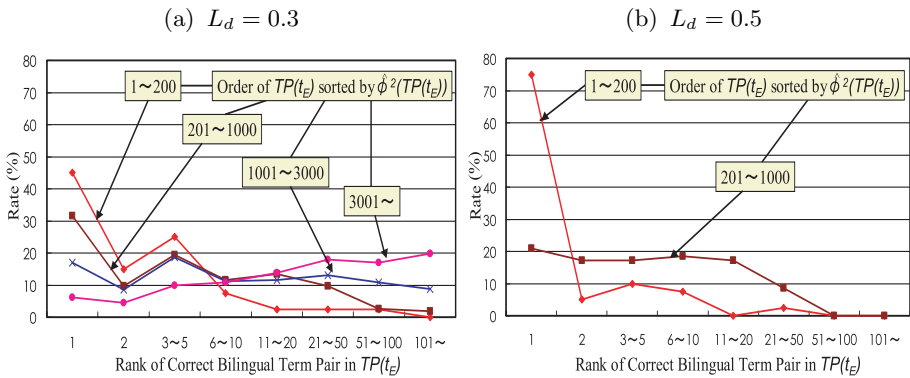 (a) L_d = 0.3
80
70
60
50
40
30
20
10
0
Rate (%)
1~200
Order of TP(t_E) sorted by φ̂²(TP(t_E))
201~1000
1001~3000
3001~
1 2 3~5 6~10 11~20 21~50 51~100 101~
Rank of Correct Bilingual Term Pair in TP(t_E)
(b) L_d = 0.5
80
70
60
50
40
30
20
10
0
Rate (%)
1~200
Order of TP(t_E) sorted by φ̂²(TP(t_E))
201~1000
1 2 3~5 6~10 11~20 21~50 51~100 101~
Rank of Correct Bilingual Term Pair in TP(t_E)